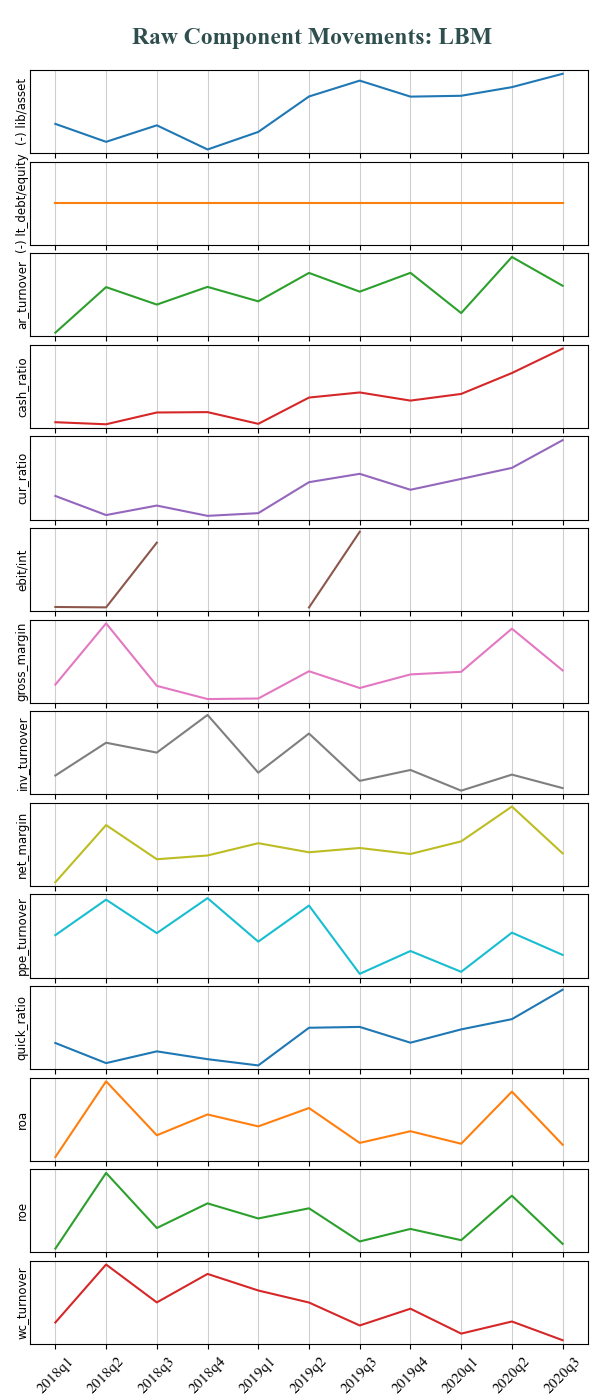 Raw Component Movements: LBM
(-) lib/asset
(-) lt_debt/equity
ar_turnover
cash_ratio
cur_ratio
ebit/int
gross_margin
inv_turnover
net_margin
ppe_turnover
quick_ratio
roa
roe
wc_turnover
2018q1 2018q2 2018q3 2018q4 2019q1 2019q2 2019q3 2019q4 2020q1 2020q2 2020q3